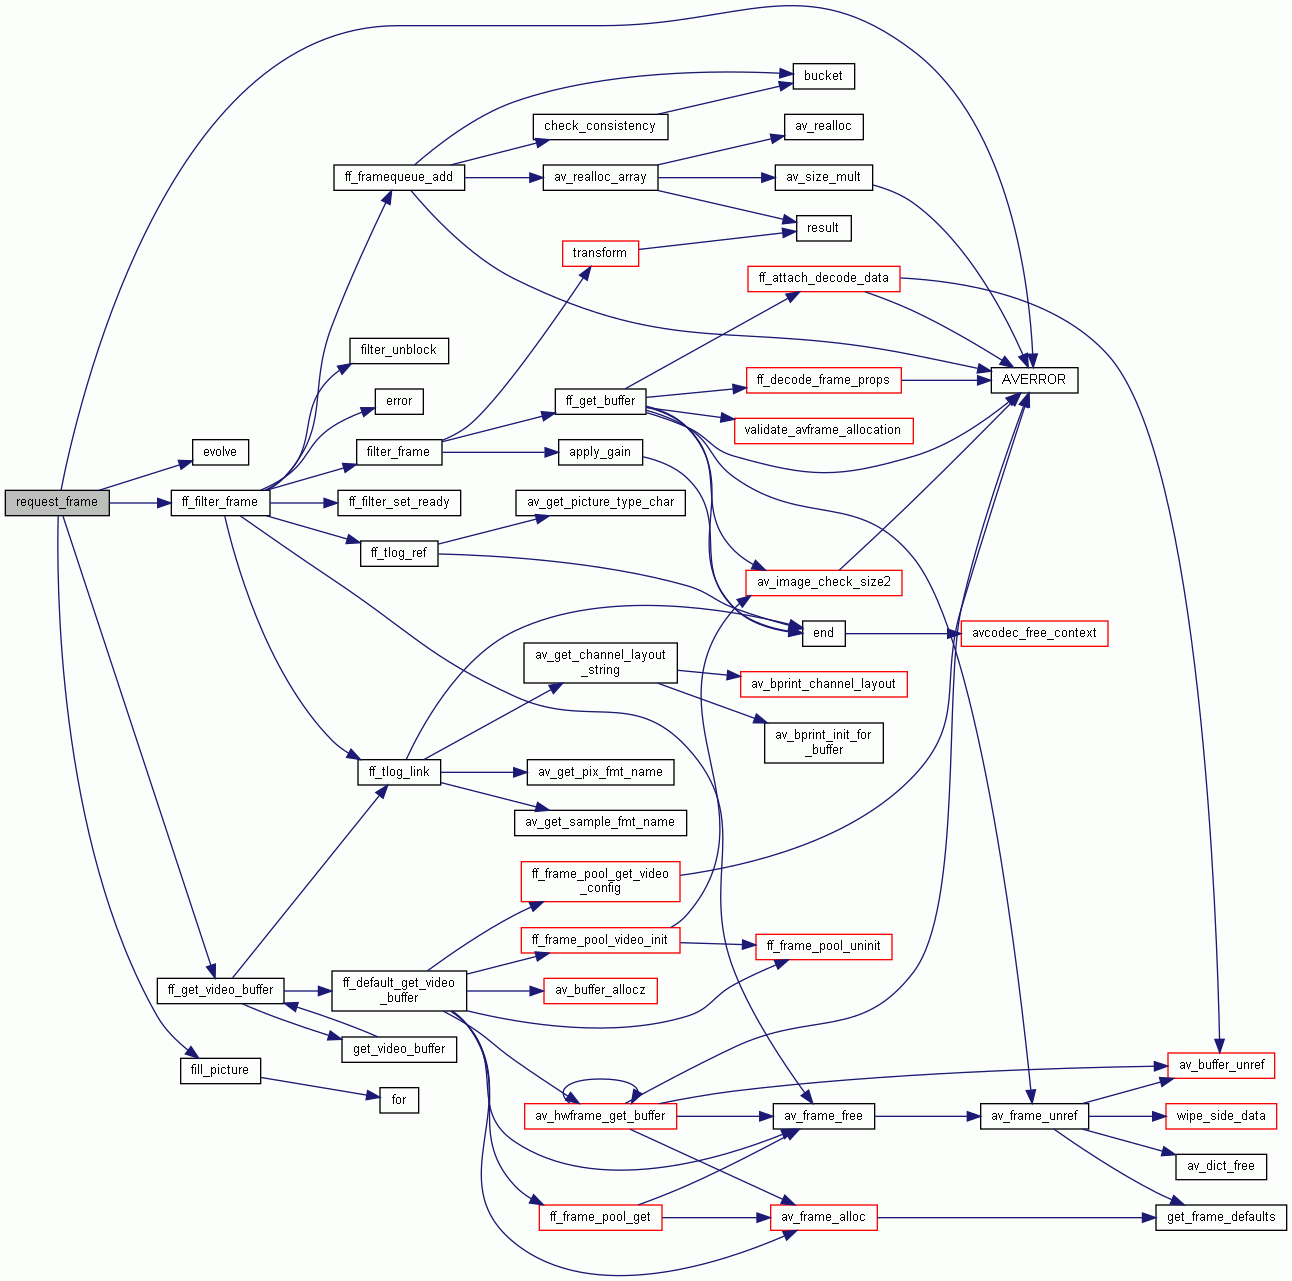 bucket
check_consistency
av_realloc
ff_framequeue_add
av_realloc_array
av_size_mult
result
transform
ff_attach_decode_data
filter_unblock
ff_decode_frame_props
AVERROR
error
ff_get_buffer
validate_avframe_allocation
evolve
filter_frame
apply_gain
request_frame
ff_filter_frame
ff_filter_set_ready
av_get_picture_type_char
ff_tlog_ref
av_image_check_size2
end
avcodec_free_context
av_get_channel_layout
_string
av_bprint_channel_layout
av_bprint_init_for
_buffer
ff_tlog_link
av_get_pix_fmt_name
av_get_sample_fmt_name
ff_frame_pool_get_video
_config
ff_frame_pool_video_init
ff_frame_pool_uninit
ff_get_video_buffer
ff_default_get_video
_buffer
av_buffer_allocz
get_video_buffer
fill_picture
for
av_buffer_unref
av_hwframe_get_buffer
av_frame_free
av_frame_unref
wipe_side_data
av_dict_free
ff_frame_pool_get
av_frame_alloc
get_frame_defaults